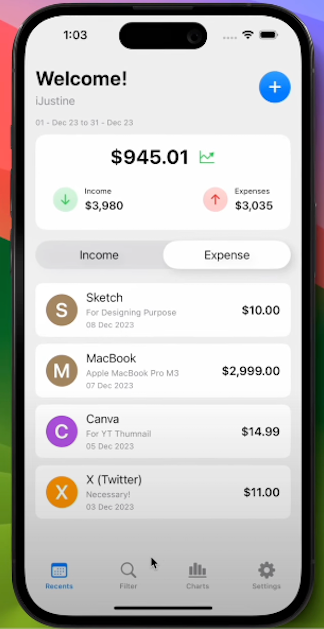 1:03
Welcome!
iJustine
01 - Dec 23 to 31 - Dec 23
$945.01
Income
$3,980
Expenses
$3,035
Income
Expense
S
Sketch
For Designing Purpose
$10.00
08 Dec 2023
M
MacBook
Apple MacBook Pro M3
$2,999.00
07 Dec 2023
C
Canva
For YT Thumnail
$14.99
05 Dec 2023
X
X (Twitter)
Necessary!
$11.00
03 Dec 2023
Recents
Filter
Charts
Settings